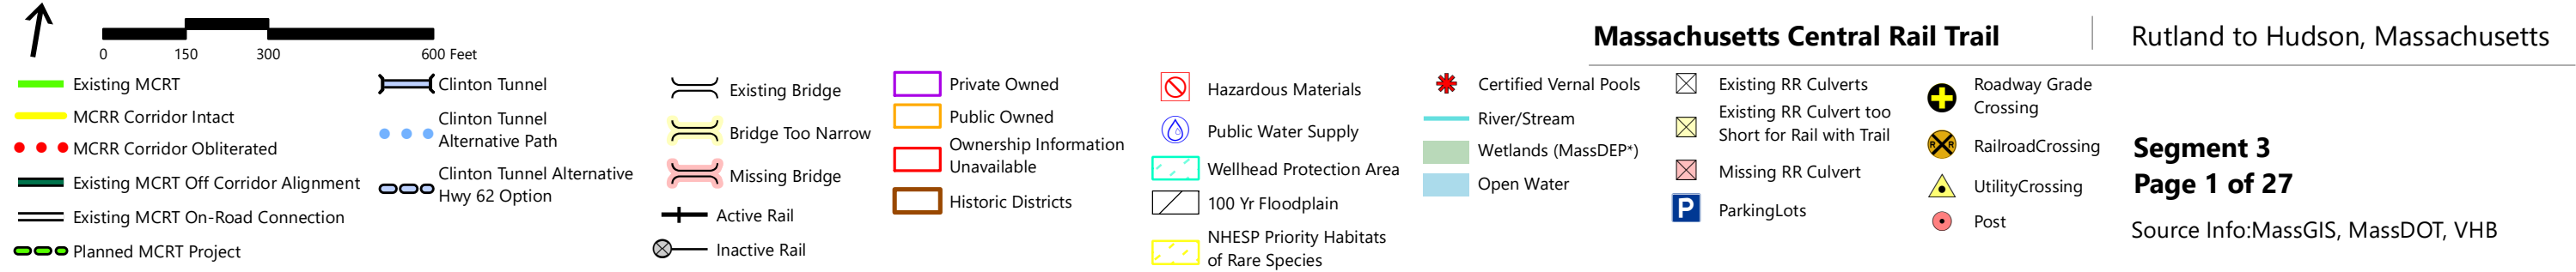 Massachusetts Central Rail Trail
Rutland to Hudson, Massachusetts
0 150 300 600 Feet
Existing MCRT
MCRR Corridor Intact
MCRR Corridor Obliterated
Existing MCRT Off Corridor Alignment
Existing MCRT On-Road Connection
Planned MCRT Project
Clinton Tunnel
Clinton Tunnel
Alternative Path
Clinton Tunnel Alternative
Hwy 62 Option
Existing Bridge
Bridge Too Narrow
Missing Bridge
Active Rail
Inactive Rail
Private Owned
Public Owned
Ownership Information
Unavailable
Historic Districts
Hazardous Materials
Public Water Supply
Wellhead Protection Area
100 Yr Floodplain
NHESP Priority Habitats
of Rare Species
Certified Vernal Pools
River/Stream
Wetlands (MassDEP*)
Open Water
Existing RR Culverts
Existing RR Culvert too
Short for Rail with Trail
Missing RR Culvert
P ParkingLots
Roadway Grade
Crossing
R R RailroadCrossing
UtilityCrossing
Post
Segment 3
Page 1 of 27
Source Info:MassGIS, MassDOT, VHB